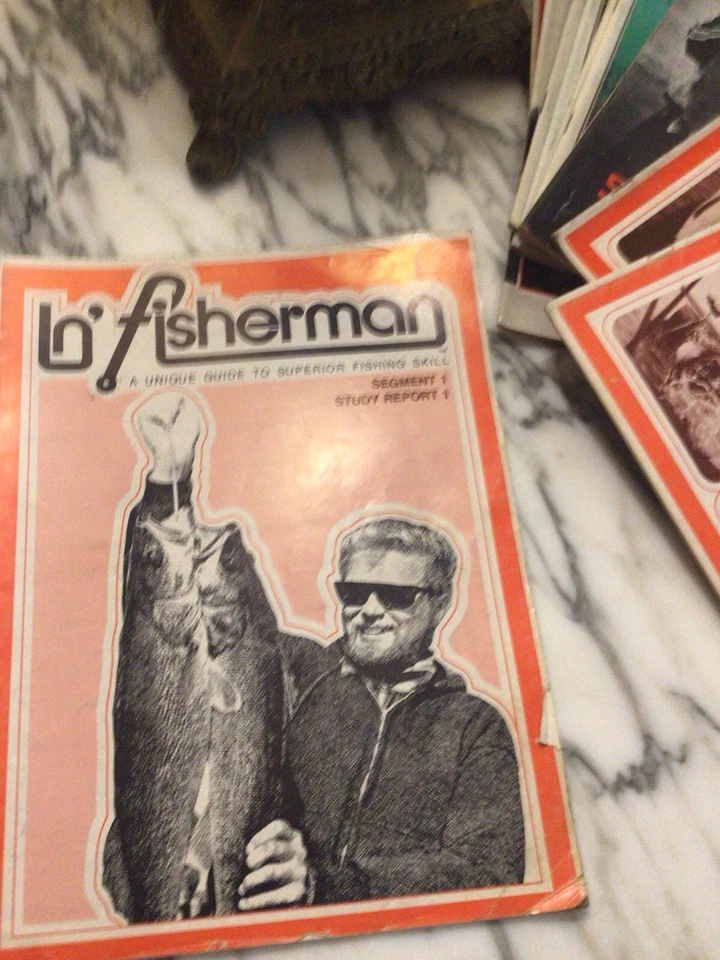 In' fisherman
A UNIQUE GUIDE TO SUPERIOR FISHING SKILL
SEGMENT 1
STUDY REPORT 1